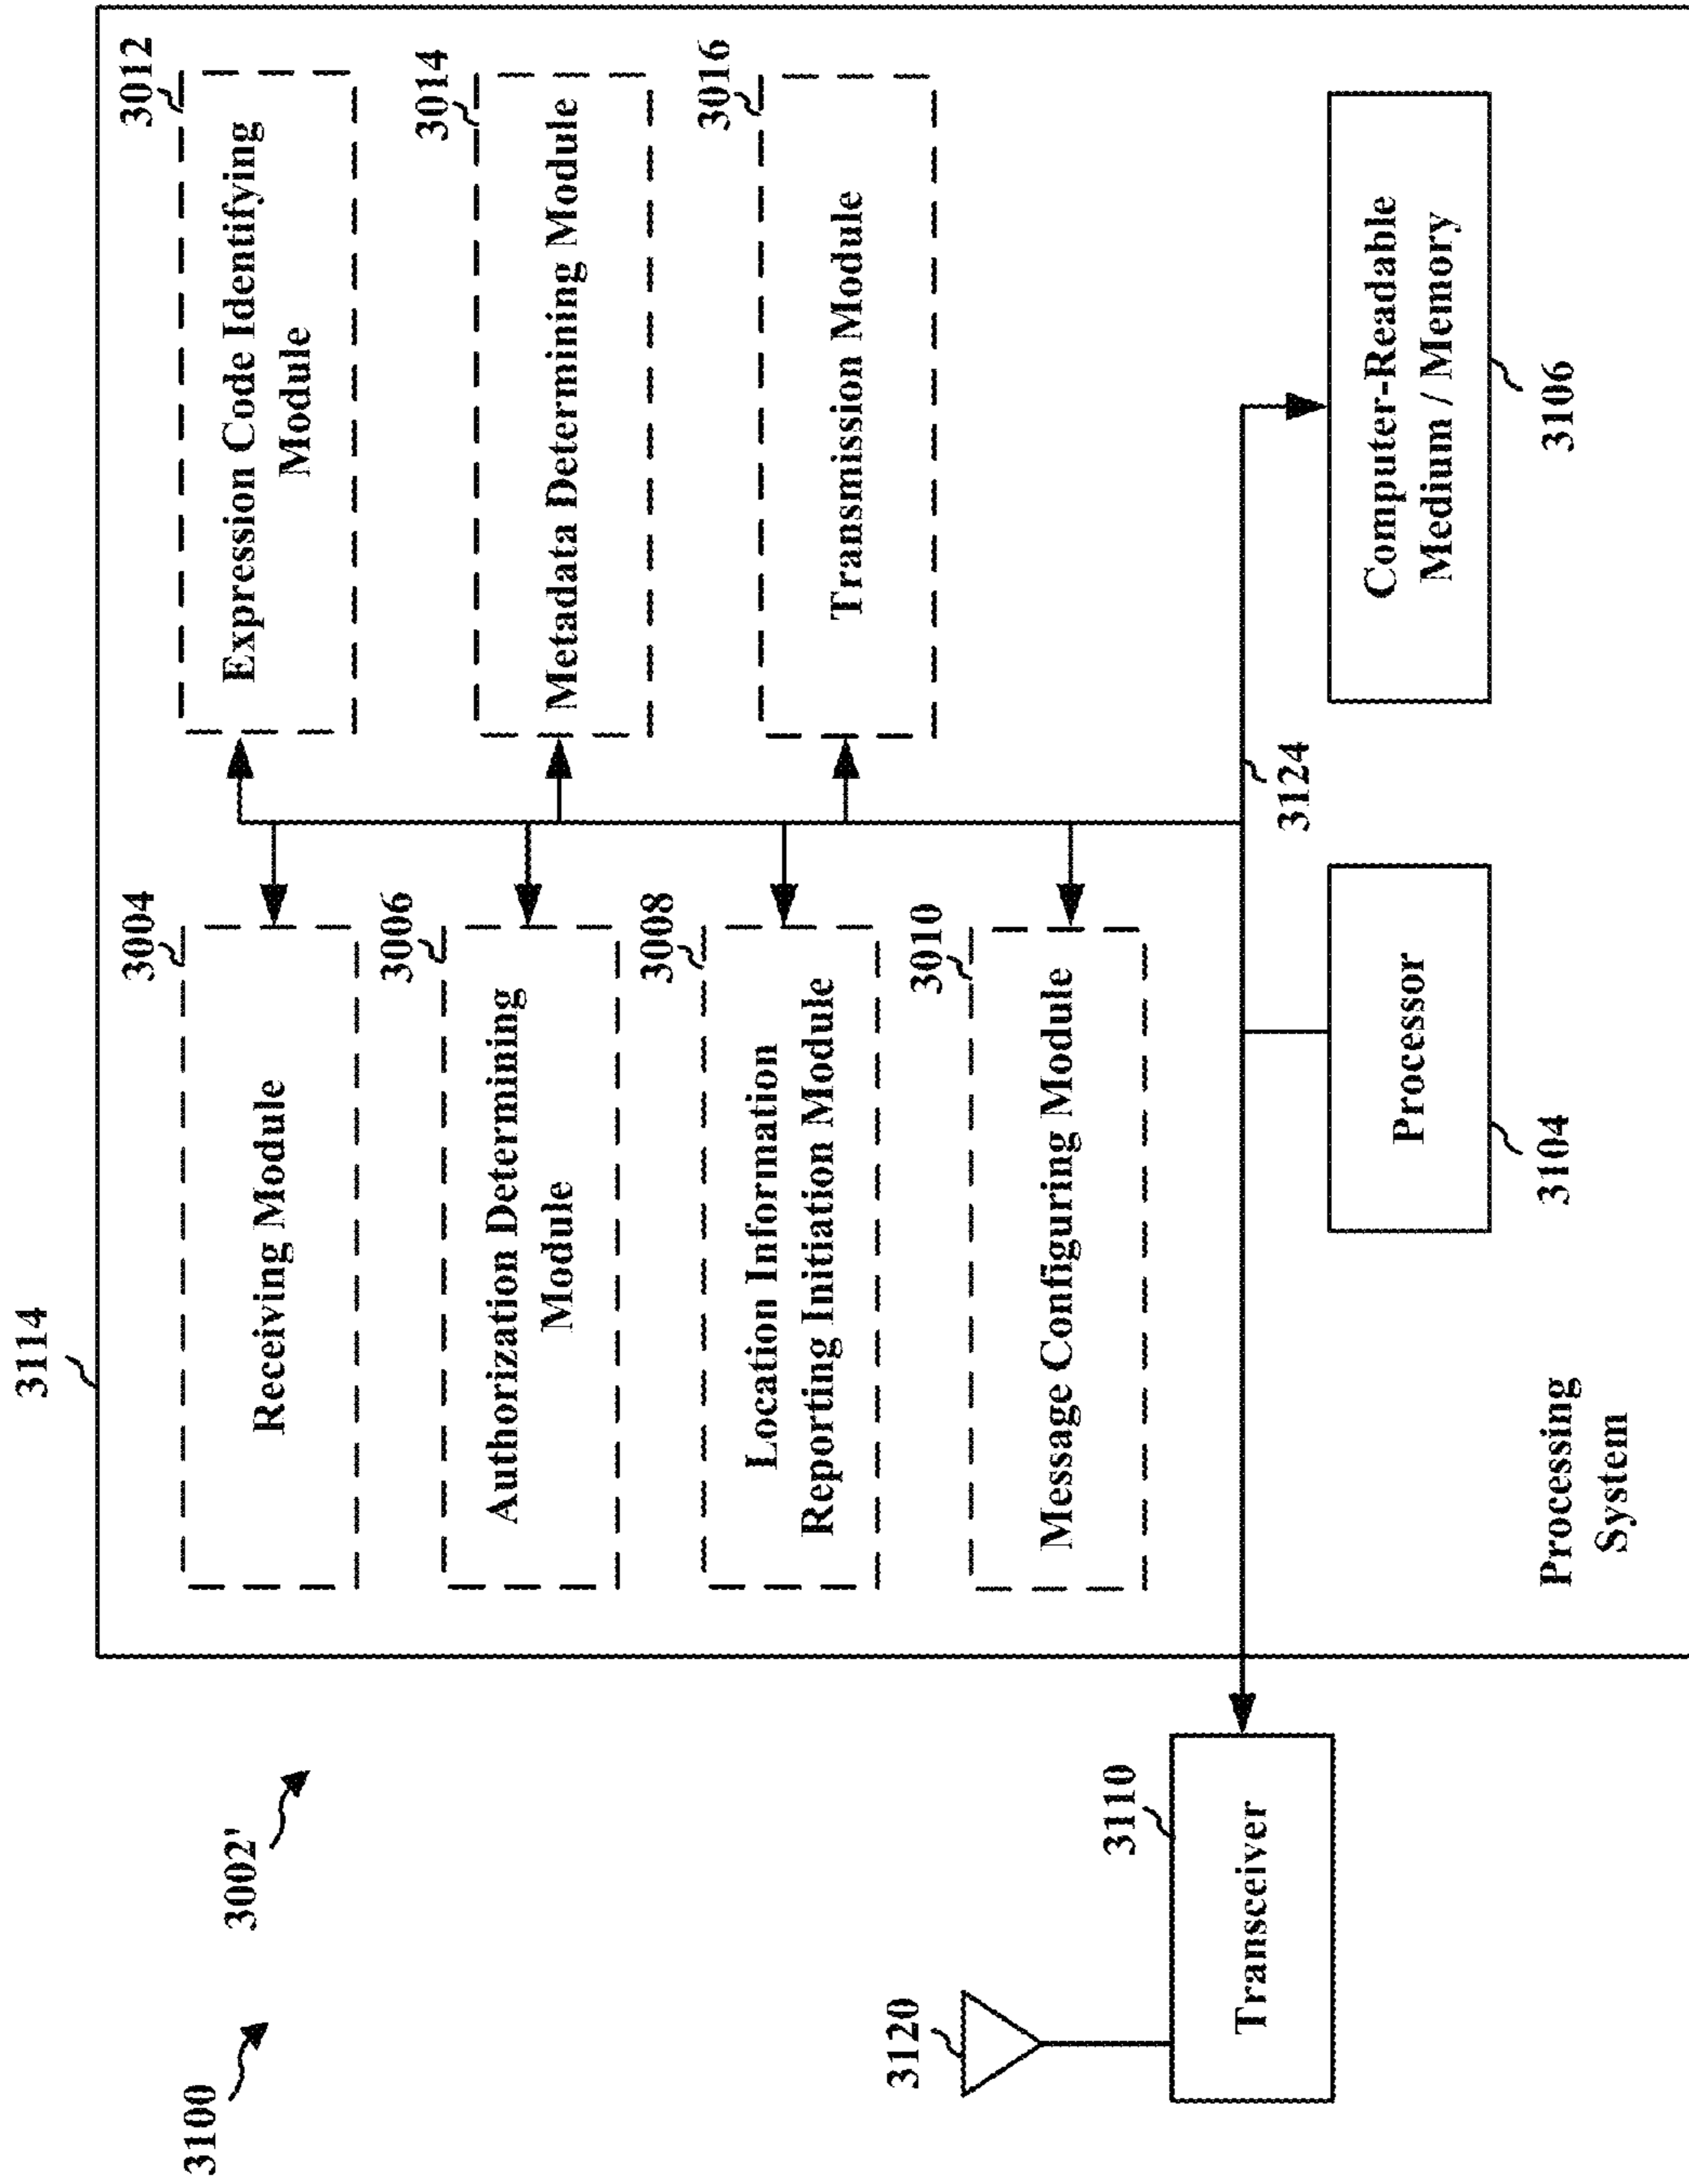 3100
3002'
3114
3004
Receiving Module
3012
Expression Code Identifying
Module
3006
Authorization Determining
Module
3014
Metadata Determining Module
3008
Location Information
Reporting Initiation Module
3016
Transmission Module
3010
Message Configuring Module
3120
3110
Transceiver
3124
Processor
3104
Computer-Readable
Medium / Memory
3106
Processing
System